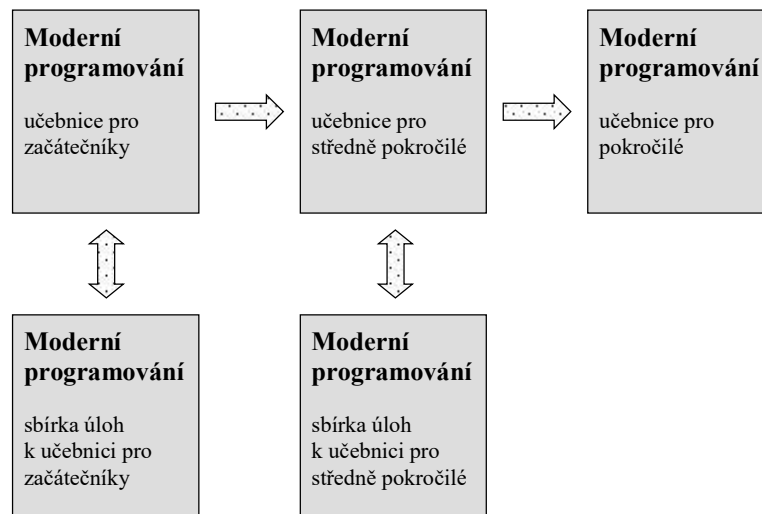 Moderní
programování
učebnice pro
začátečníky
Moderní
programování
učebnice pro
středně pokročilé
Moderní
programování
učebnice pro
pokročilé
Moderní
programování
sbírka úloh
k učebnici pro
začátečníky
Moderní
programování
sbírka úloh
k učebnici pro
středně pokročilé